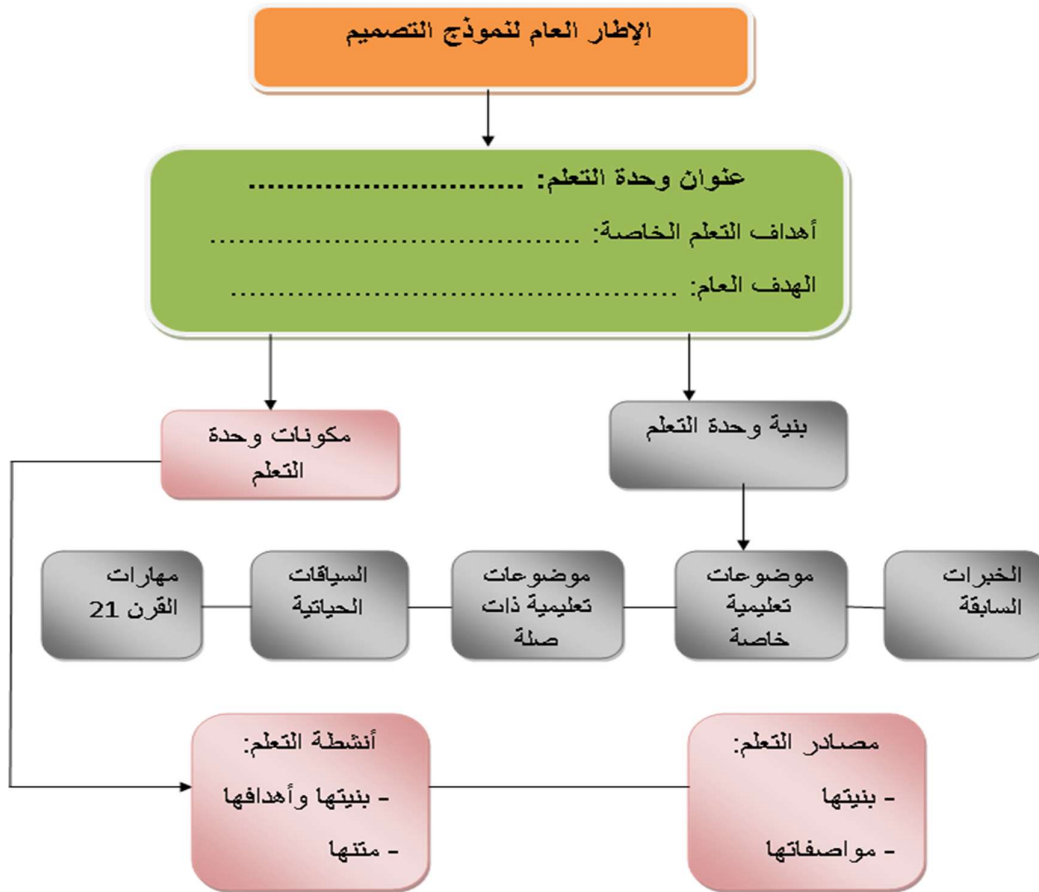 الإطار العام لنموذج التصميم
عنوان وحدة التعلم: .............................
أهداف التعلم الخاصة: .......................................
الهدف العام: ...............................................
بنية وحدة التعلم
مكونات وحدة
التعلم
الخبرات
السابقة
موضوعات
تعليمية
خاصة
موضوعات
تعليمية ذات
صلة
السياقات
الحياتية
مهارات
القرن 21
مصادر التعلم:
- بنيتها
- مواصفاتها
أنشطة التعلم:
- بنيتها وأهدافها
- متنها